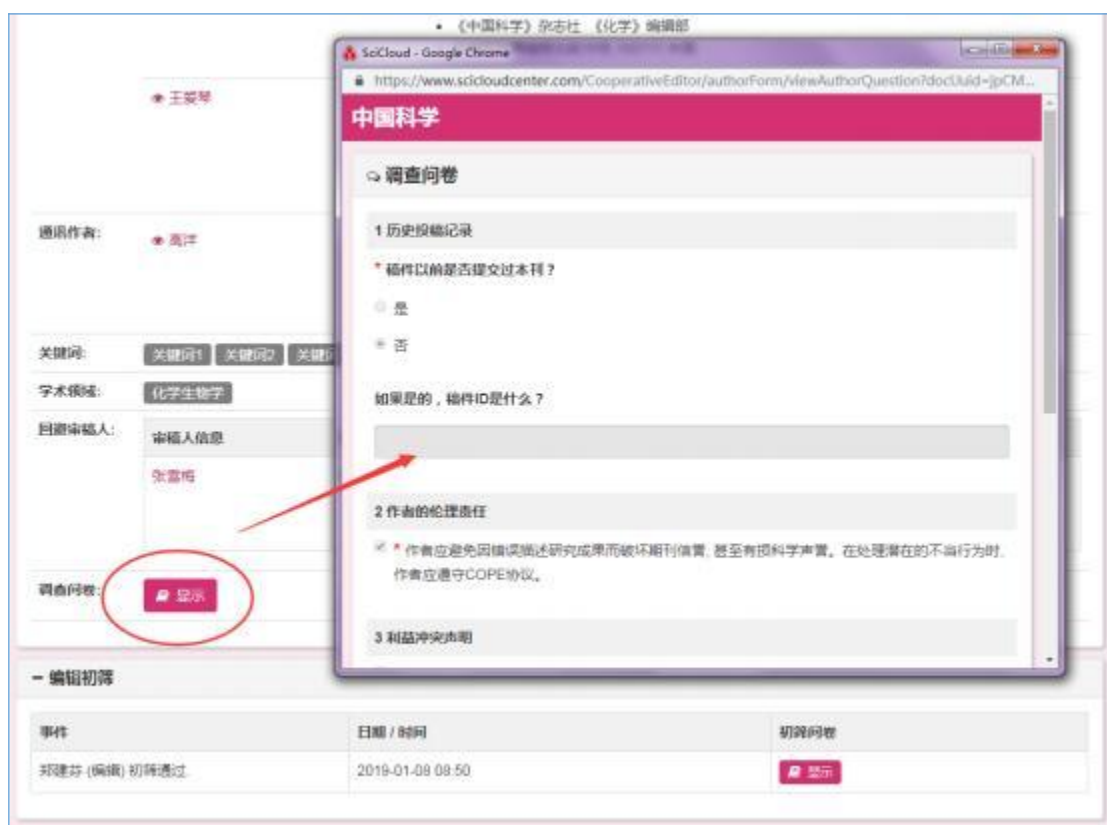 • 《中国科学》杂志社 《化学》编辑部
SciCloud - Google Chrome
https://www.scicloudcenter.com/CooperativeEditor/authorForm/viewAuthorQuestion?docUuid=jpCM...
中国科学
调查问卷
1 历史投稿记录
* 稿件以前是否提交过本刊？
是
否
如果是的，稿件ID是什么？
2 作者的伦理责任
* 作者应避免因错误描述研究成果而破坏期刊信誉, 甚至有损科学声誉。在处理潜在的不当行为时,
作者应遵守COPE协议。
3 利益冲突声明
王爱琴
通讯作者:
高洋
关键词: 关键词1 关键词2
学术领域: 化学生物学
回避审稿人: 审稿人信息
张雪梅
调查问卷: 显示
编辑初筛
事件 日期 / 时间 初筛问卷
郑建芬 (编辑) 初筛通过 2019-01-09 08:50 显示